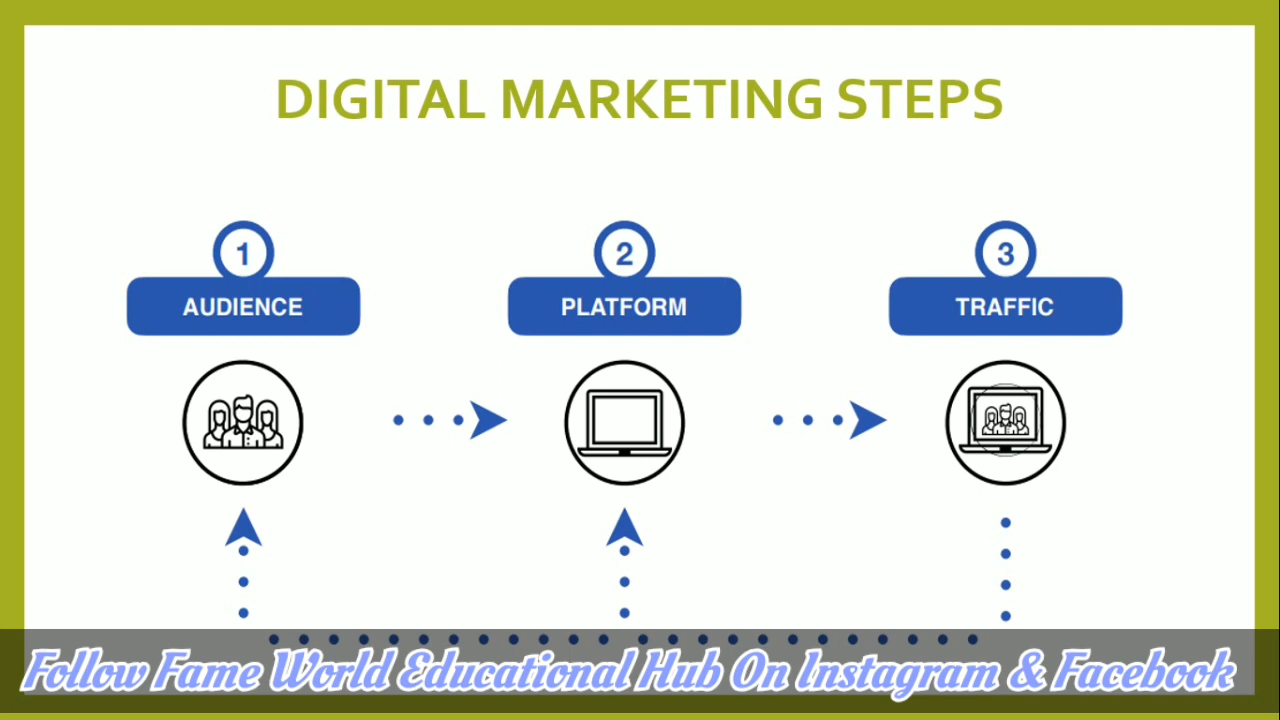 DIGITAL MARKETING STEPS
1
2
3
AUDIENCE
PLATFORM
TRAFFIC
Follow Fame World Educational Hub On Instagram & Facebook